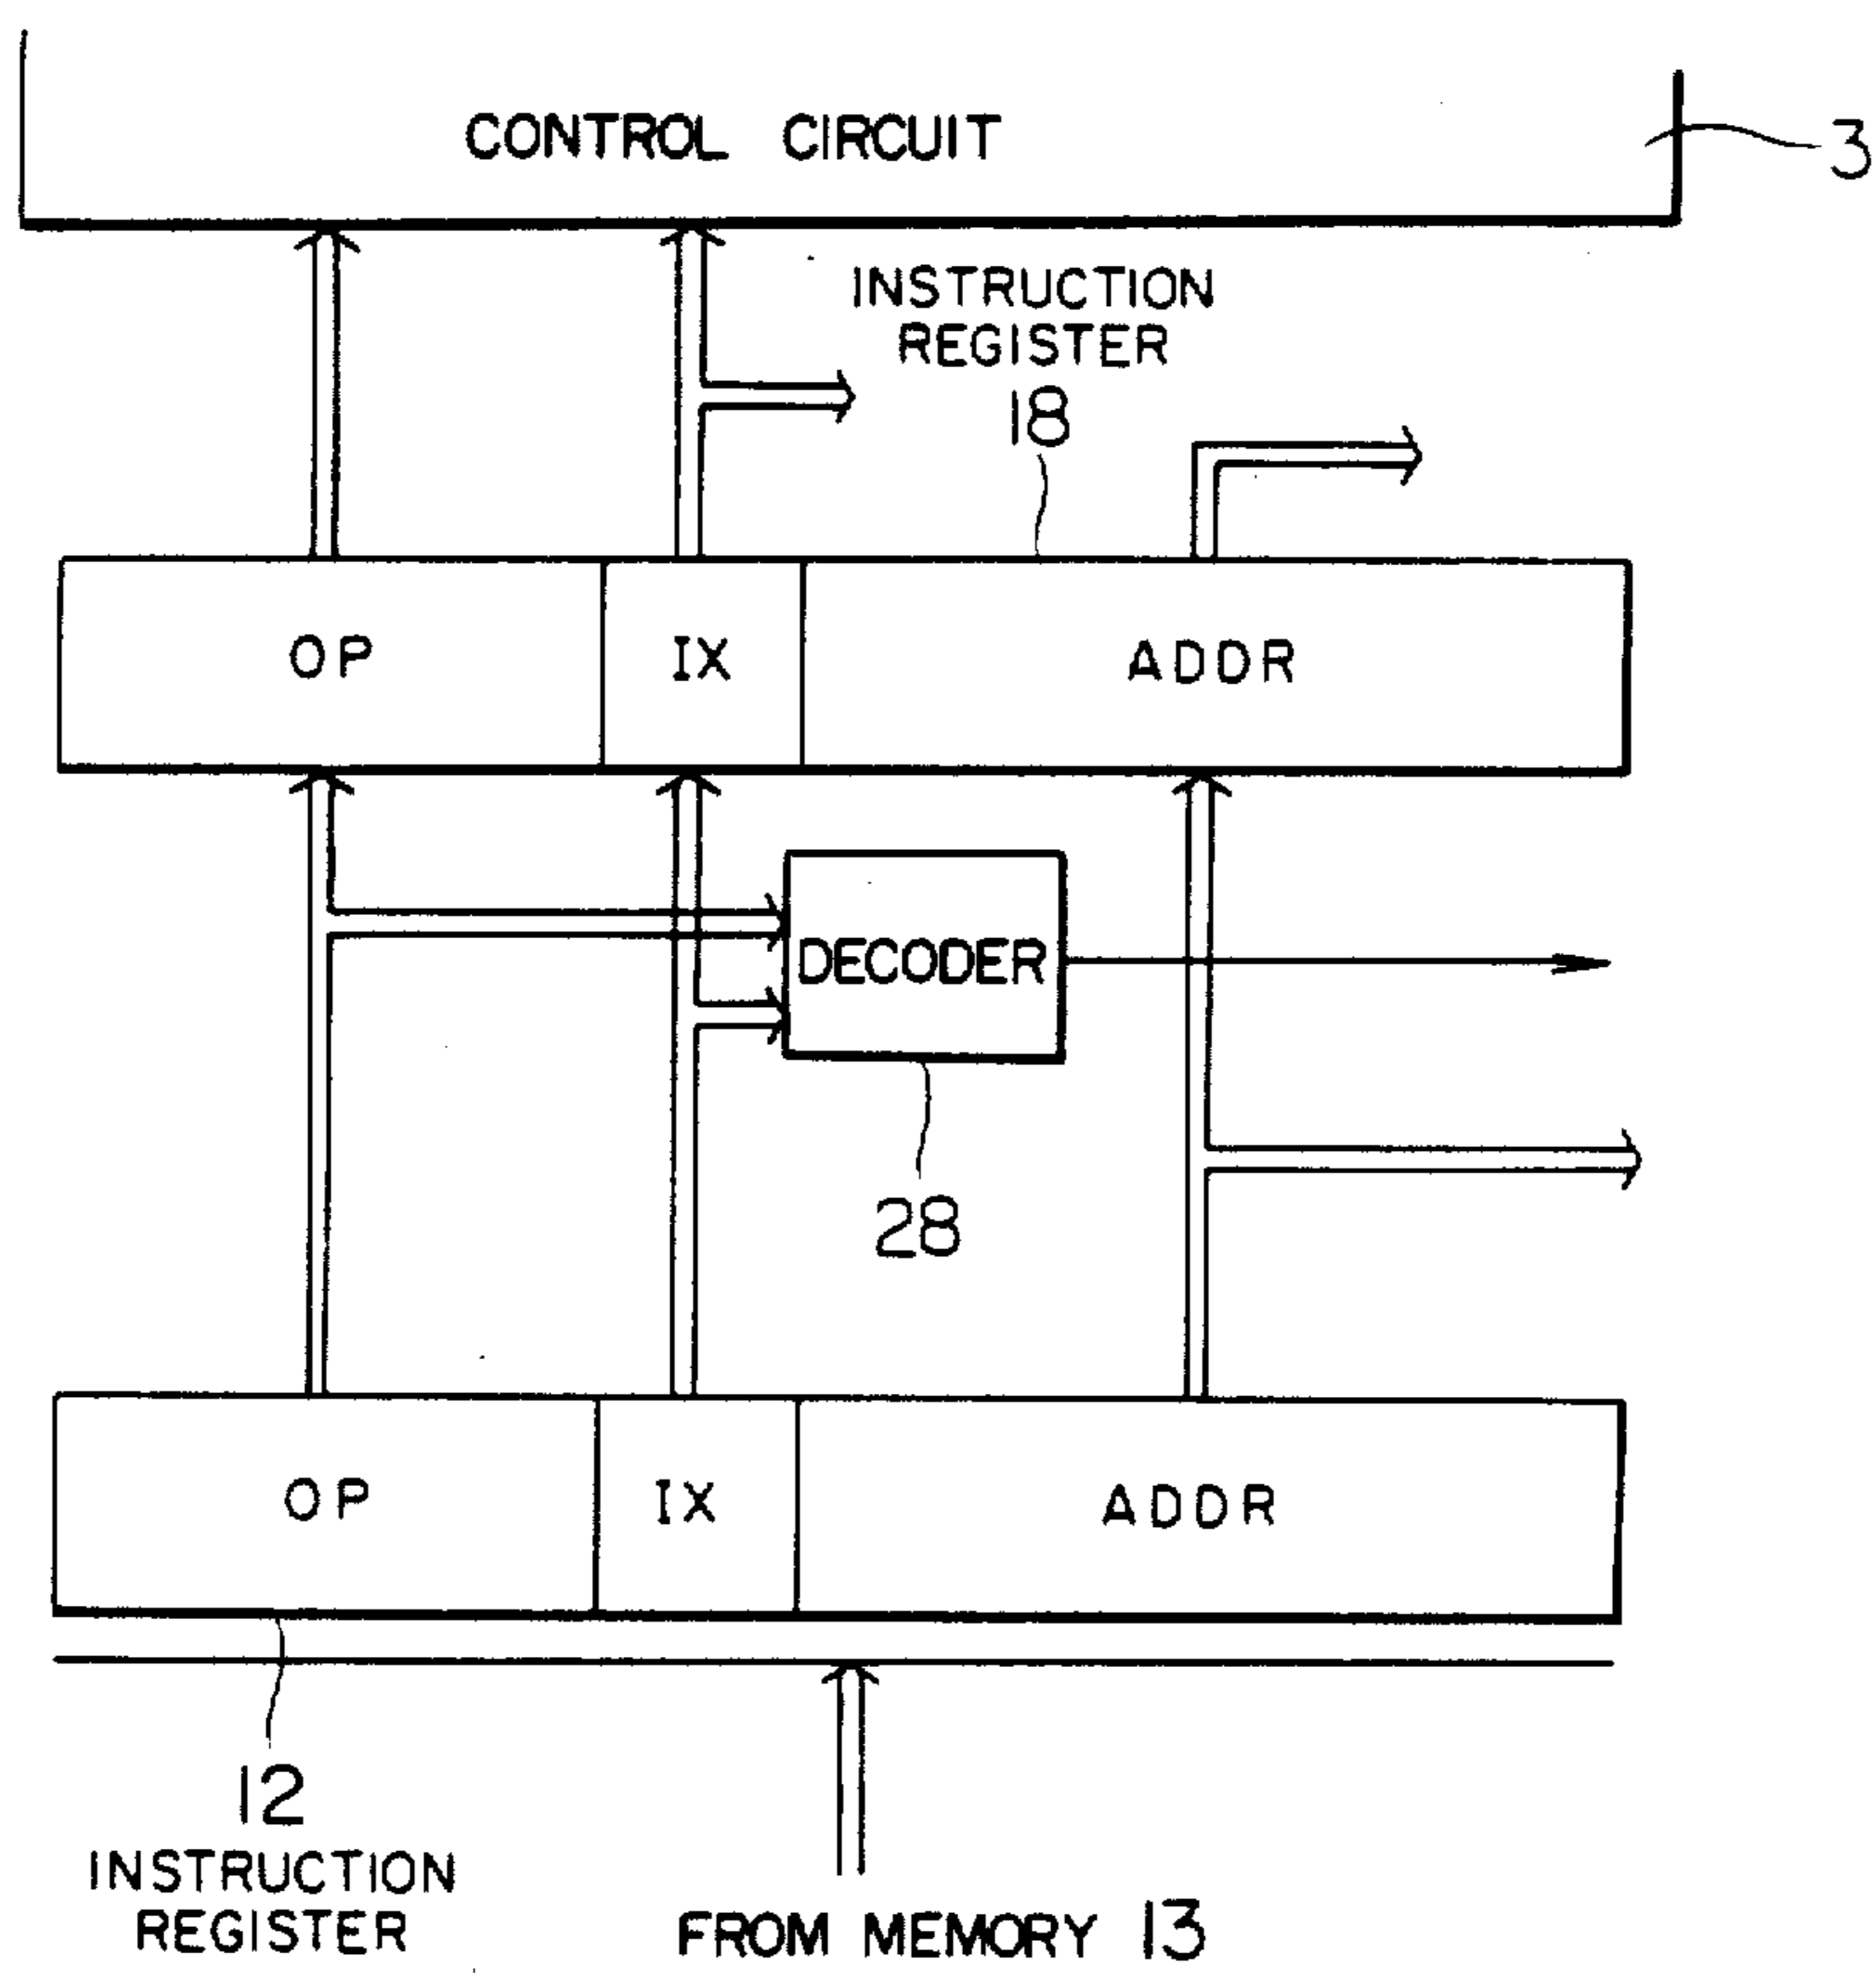 CONTROL CIRCUIT
3
INSTRUCTION
REGISTER
18
OP IX ADDR
DECODER
28
OP IX ADDR
12
INSTRUCTION
REGISTER
FROM MEMORY 13